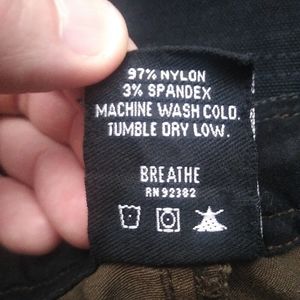 97% NYLON
3% SPANDEX
MACHINE WASH COLD.
TUMBLE DRY LOW.
BREATHE
RN 92382